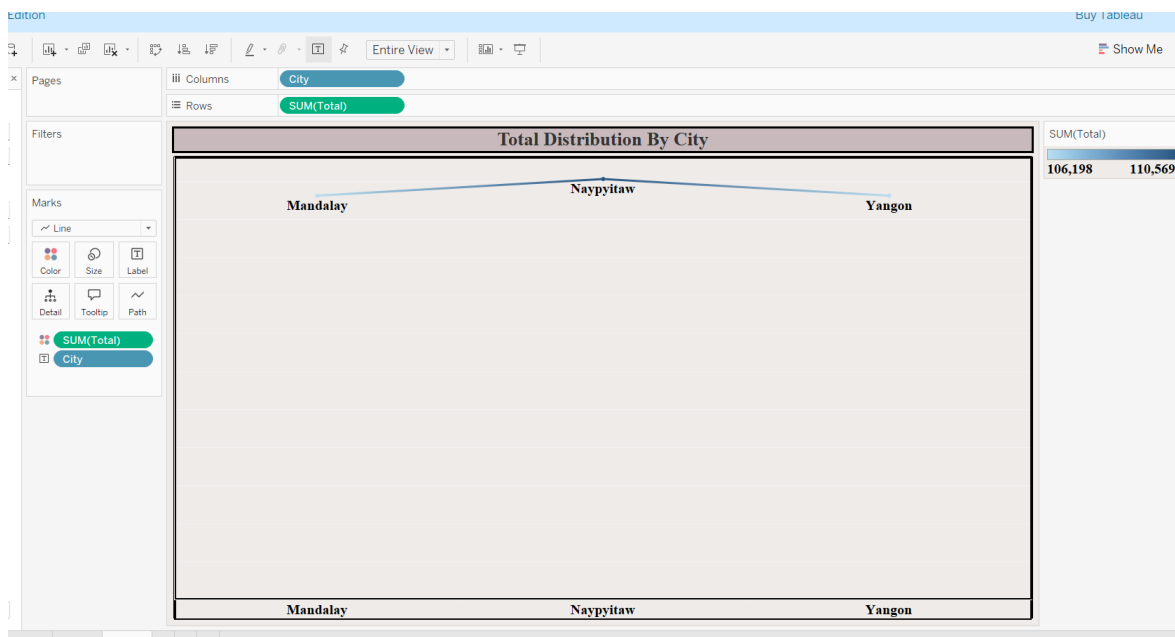 Edition
Buy Tableau
Entire View
Show Me
Pages
Columns
City
Rows
SUM(Total)
Filters
Marks
Line
Color
Size
Label
Detail
Tooltip
Path
SUM(Total)
City
Total Distribution By City
Mandalay
Naypyitaw
Yangon
Mandalay
Naypyitaw
Yangon
SUM(Total)
106,198
110,569